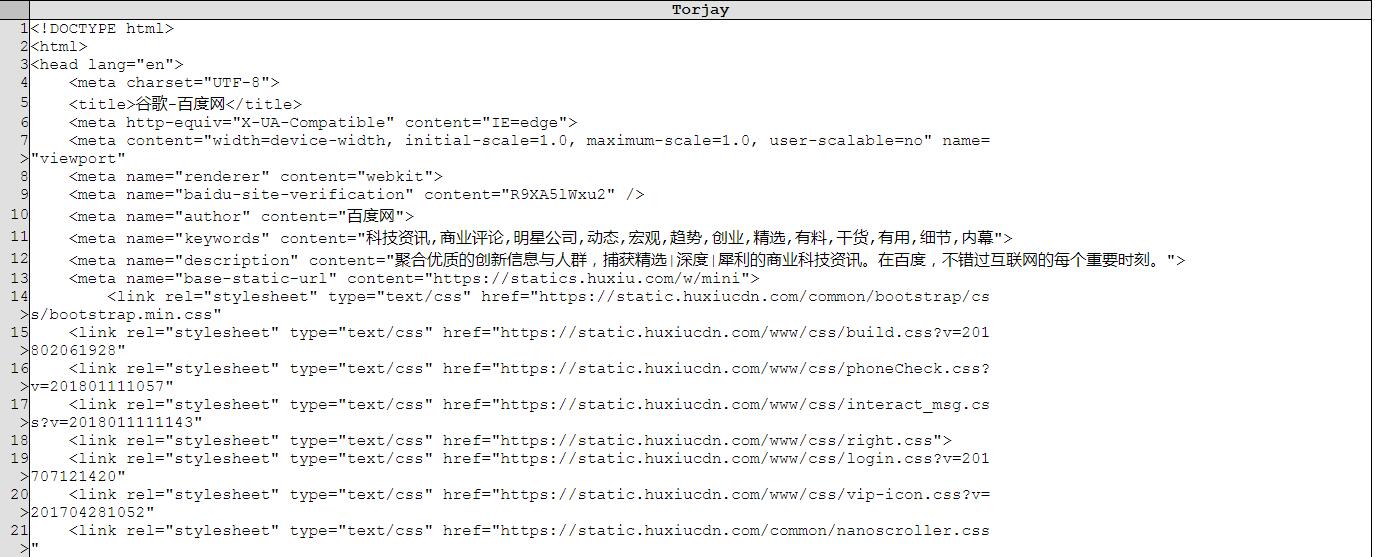 Torjay
1<!DOCTYPE html>
2<html>
3<head lang="en">
4    <meta charset="UTF-8">
5    <title>谷歌-百度网</title>
6    <meta http-equiv="X-UA-Compatible" content="IE=edge">
7    <meta content="width=device-width, initial-scale=1.0, maximum-scale=1.0, user-scalable=no" name=
>"viewport"
8    <meta name="renderer" content="webkit">
9    <meta name="baidu-site-verification" content="R9XA5lWxu2" />
10    <meta name="author" content="百度网">
11    <meta name="keywords" content="科技资讯,商业评论,明星公司,动态,宏观,趋势,创业,精选,有料,干货,有用,细节,内幕">
12    <meta name="description" content="聚合优质的创新信息与人群，捕获精选|深度|犀利的商业科技资讯。在百度，不错过互联网的每个重要时刻。">
13    <meta name="base-static-url" content="https://statics.huxiu.com/w/mini">
14        <link rel="stylesheet" type="text/css" href="https://static.huxiucdn.com/common/bootstrap/cs
>s/bootstrap.min.css"
15    <link rel="stylesheet" type="text/css" href="https://static.huxiucdn.com/www/css/build.css?v=201
>802061928"
16    <link rel="stylesheet" type="text/css" href="https://static.huxiucdn.com/www/css/phoneCheck.css?
>v=201801111057"
17    <link rel="stylesheet" type="text/css" href="https://static.huxiucdn.com/www/css/interact_msg.cs
>s?v=2018011111143"
18    <link rel="stylesheet" type="text/css" href="https://static.huxiucdn.com/www/css/right.css">
19    <link rel="stylesheet" type="text/css" href="https://static.huxiucdn.com/www/css/login.css?v=201
>707121420"
20    <link rel="stylesheet" type="text/css" href="https://static.huxiucdn.com/www/css/vip-icon.css?v=
>201704281052"
21    <link rel="stylesheet" type="text/css" href="https://static.huxiucdn.com/common/nanoscroller.css
>"